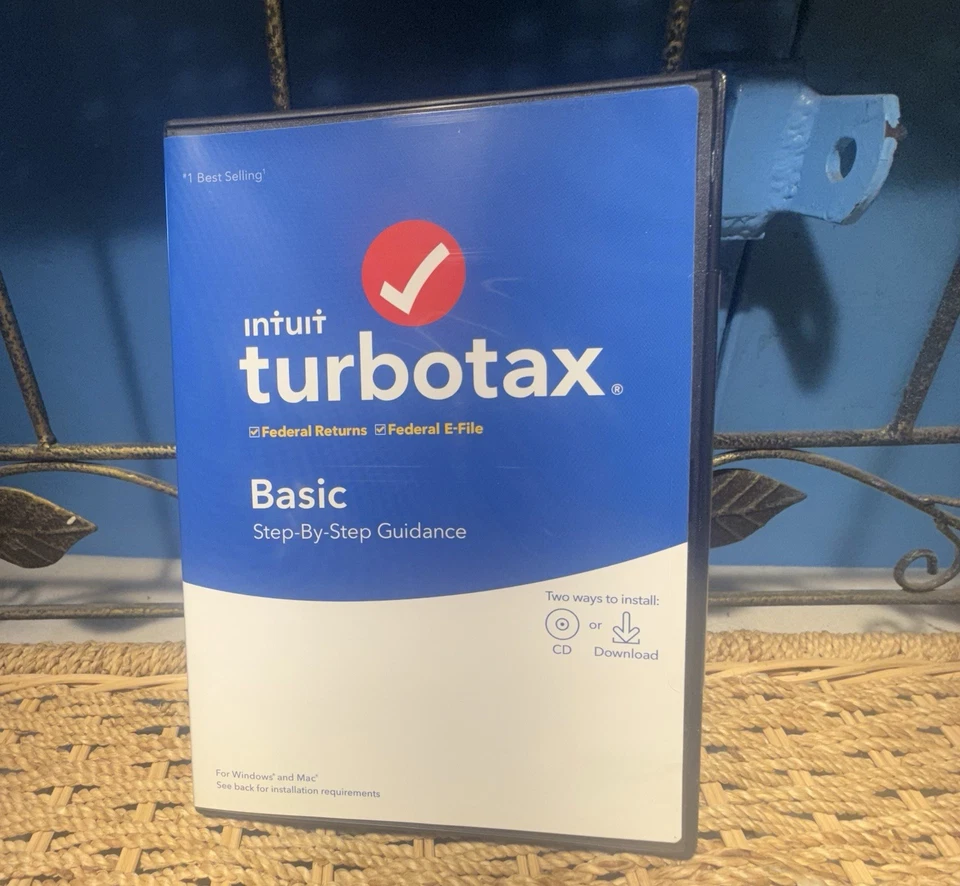 #1 Best Selling¹
intuit
turbotax®
☑Federal Returns ☑Federal E-File
Basic
Step-By-Step Guidance
Two ways to install:
or
CD Download
For Windows® and Mac®
See back for installation requirements